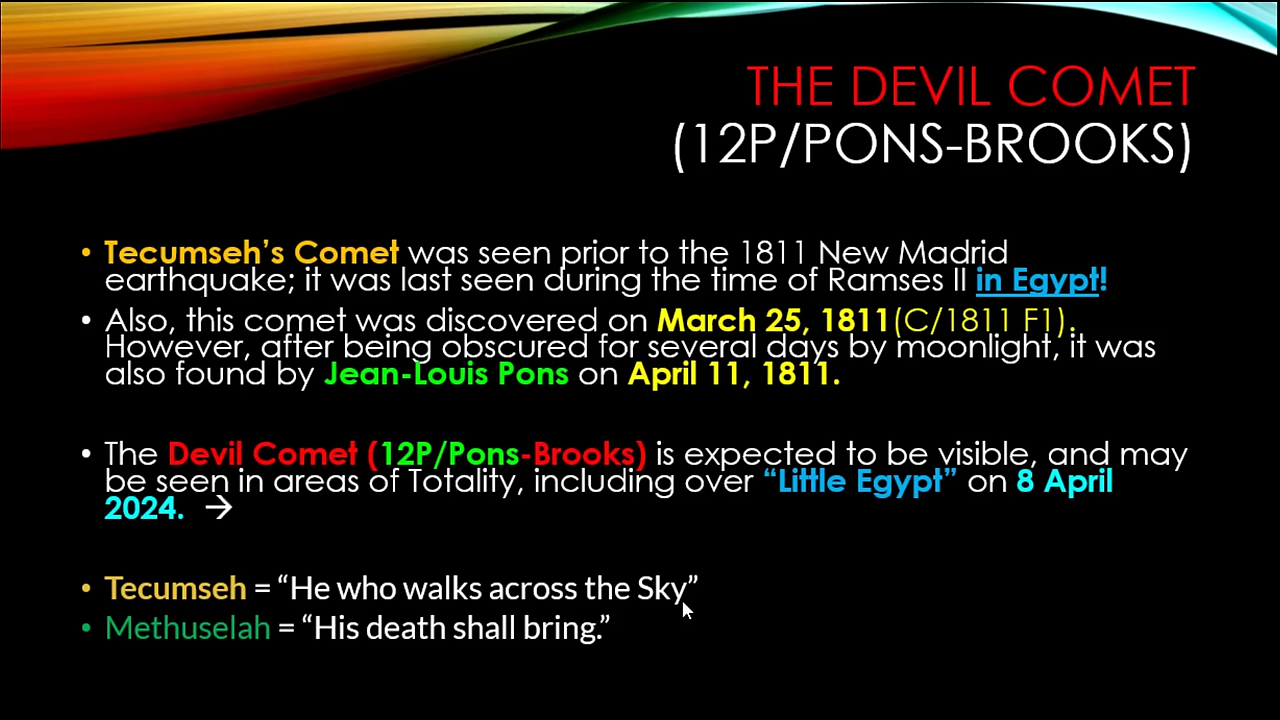 THE DEVIL COMET
(12P/PONS-BROOKS)
• Tecumseh's Comet was seen prior to the 1811 New Madrid
earthquake; it was last seen during the time of Ramses II in Egypt!
• Also, this comet was discovered on March 25, 1811(C/1811 F1).
However, after being obscured for several days by moonlight, it was
also found by Jean-Louis Pons on April 11, 1811.
• The Devil Comet (12P/Pons-Brooks) is expected to be visible, and may
be seen in areas of Totality, including over “Little Egypt” on 8 April
2024. →
• Tecumseh = “He who walks across the Sky”
• Methuselah = “His death shall bring.”